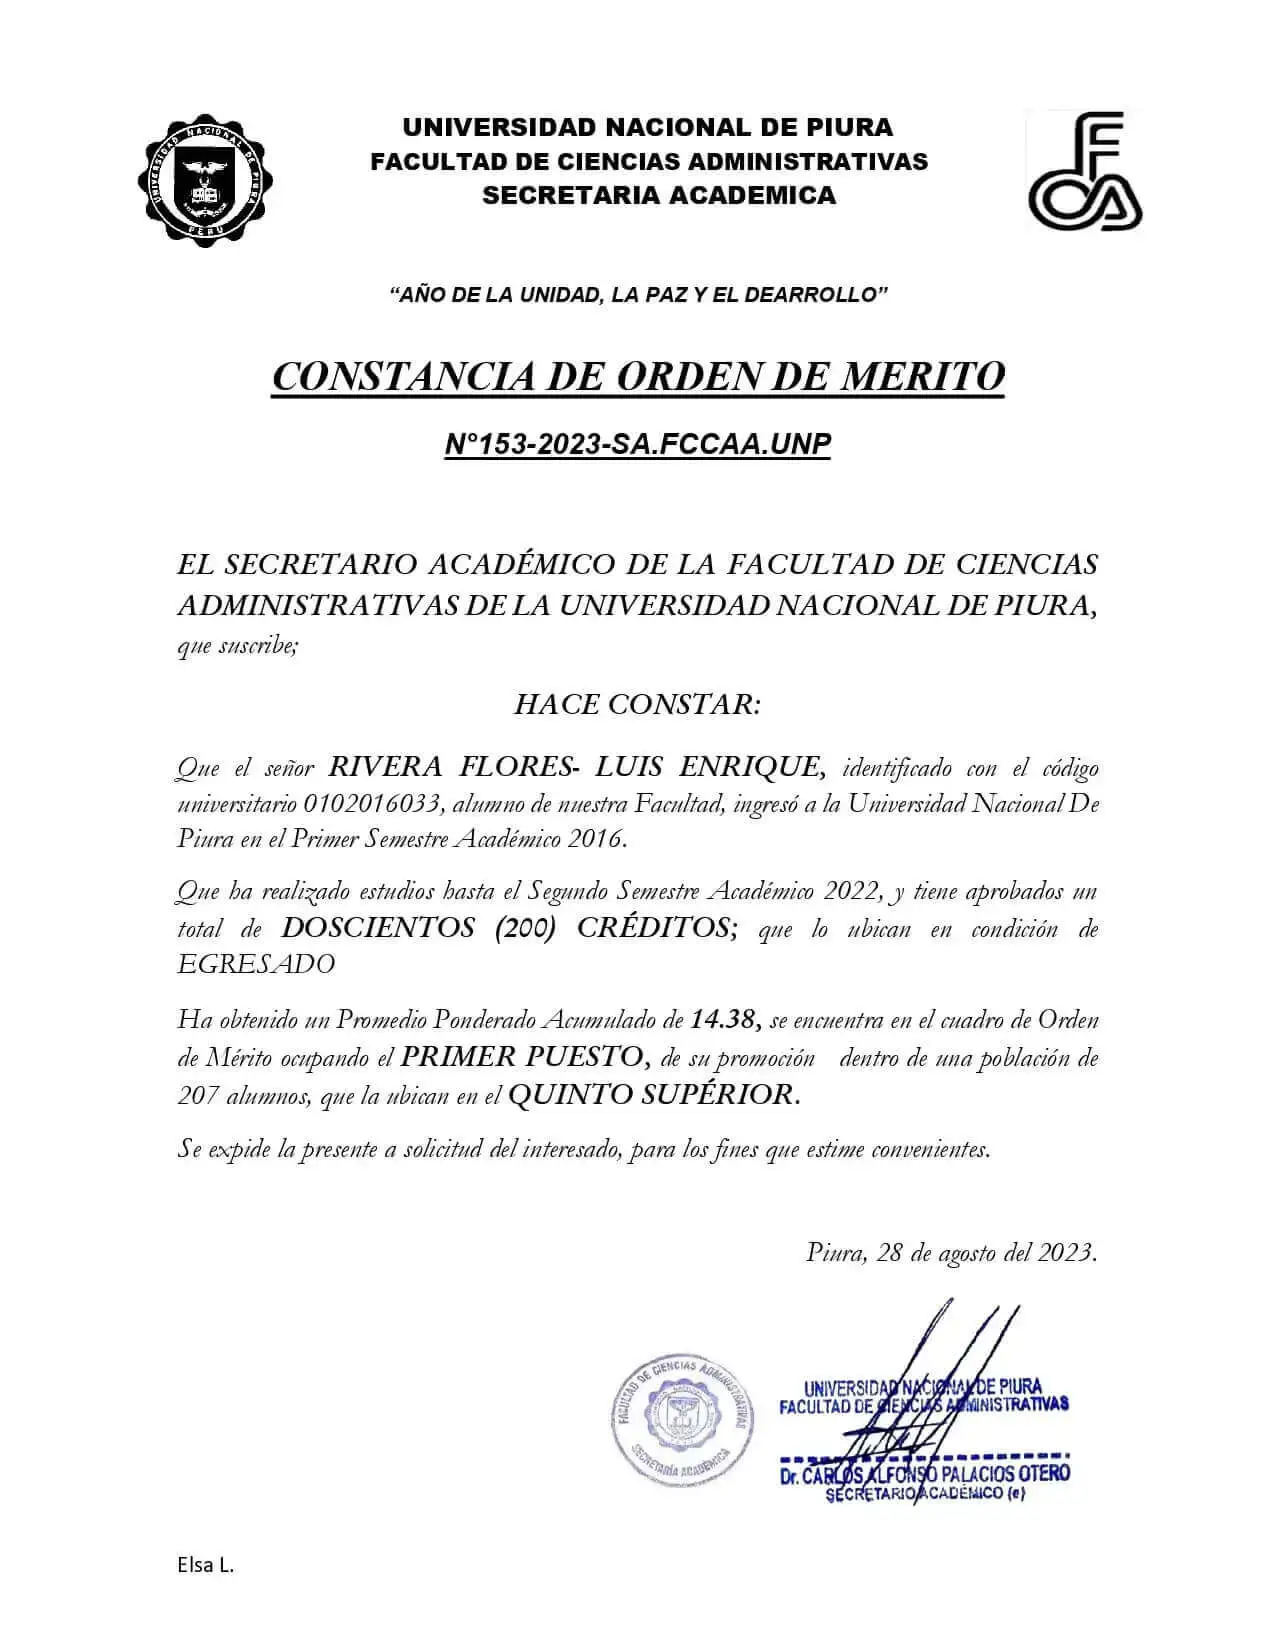 UNIVERSIDAD NACIONAL DE PIURA
FACULTAD DE CIENCIAS ADMINISTRATIVAS
SECRETARIA ACADEMICA
UNIVERSIDAD NACIONAL DE PIURA
PERU
FCA
“AÑO DE LA UNIDAD, LA PAZ Y EL DEARROLLO”
CONSTANCIA DE ORDEN DE MERITO
N°153-2023-SA.FCCAA.UNP
EL SECRETARIO ACADÉMICO DE LA FACULTAD DE CIENCIAS
ADMINISTRATIVAS DE LA UNIVERSIDAD NACIONAL DE PIURA,
que suscribe;
HACE CONSTAR:
Que el señor RIVERA FLORES- LUIS ENRIQUE, identificado con el código
universitario 0102016033, alumno de nuestra Facultad, ingresó a la Universidad Nacional De
Piura en el Primer Semestre Académico 2016.
Que ha realizado estudios hasta el Segundo Semestre Académico 2022, y tiene aprobados un
total de DOSCIENTOS (200) CRÉDITOS; que lo ubican en condición de
EGRESADO
Ha obtenido un Promedio Ponderado Acumulado de 14.38, se encuentra en el cuadro de Orden
de Mérito ocupando el PRIMER PUESTO, de su promoción dentro de una población de
207 alumnos, que la ubican en el QUINTO SUPÉRIOR.
Se expide la presente a solicitud del interesado, para los fines que estime convenientes.
Piura, 28 de agosto del 2023.
FACULTAD DE CIENCIAS ADMINISTRATIVAS
SECRETARÍA ACADEMICA
UNIVERSIDAD NACIONAL DE PIURA
FACULTAD DE CIENCIAS ADMINISTRATIVAS
Dr. CARLOS ALFONSO PALACIOS OTERO
SECRETARIO ACADÉMICO (e)
Elsa L.